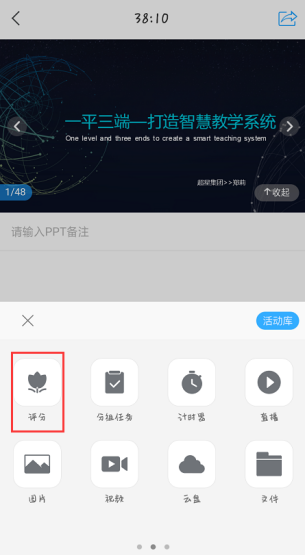 38:10
一平三端—打造智慧教学系统
One level and three ends to create a smart teaching system
超星集团>>郑莉
1/48
个收起
请输入PPT备注
活动库
评分 分组任务 计时器 直播
图片 视频 云盘 文件